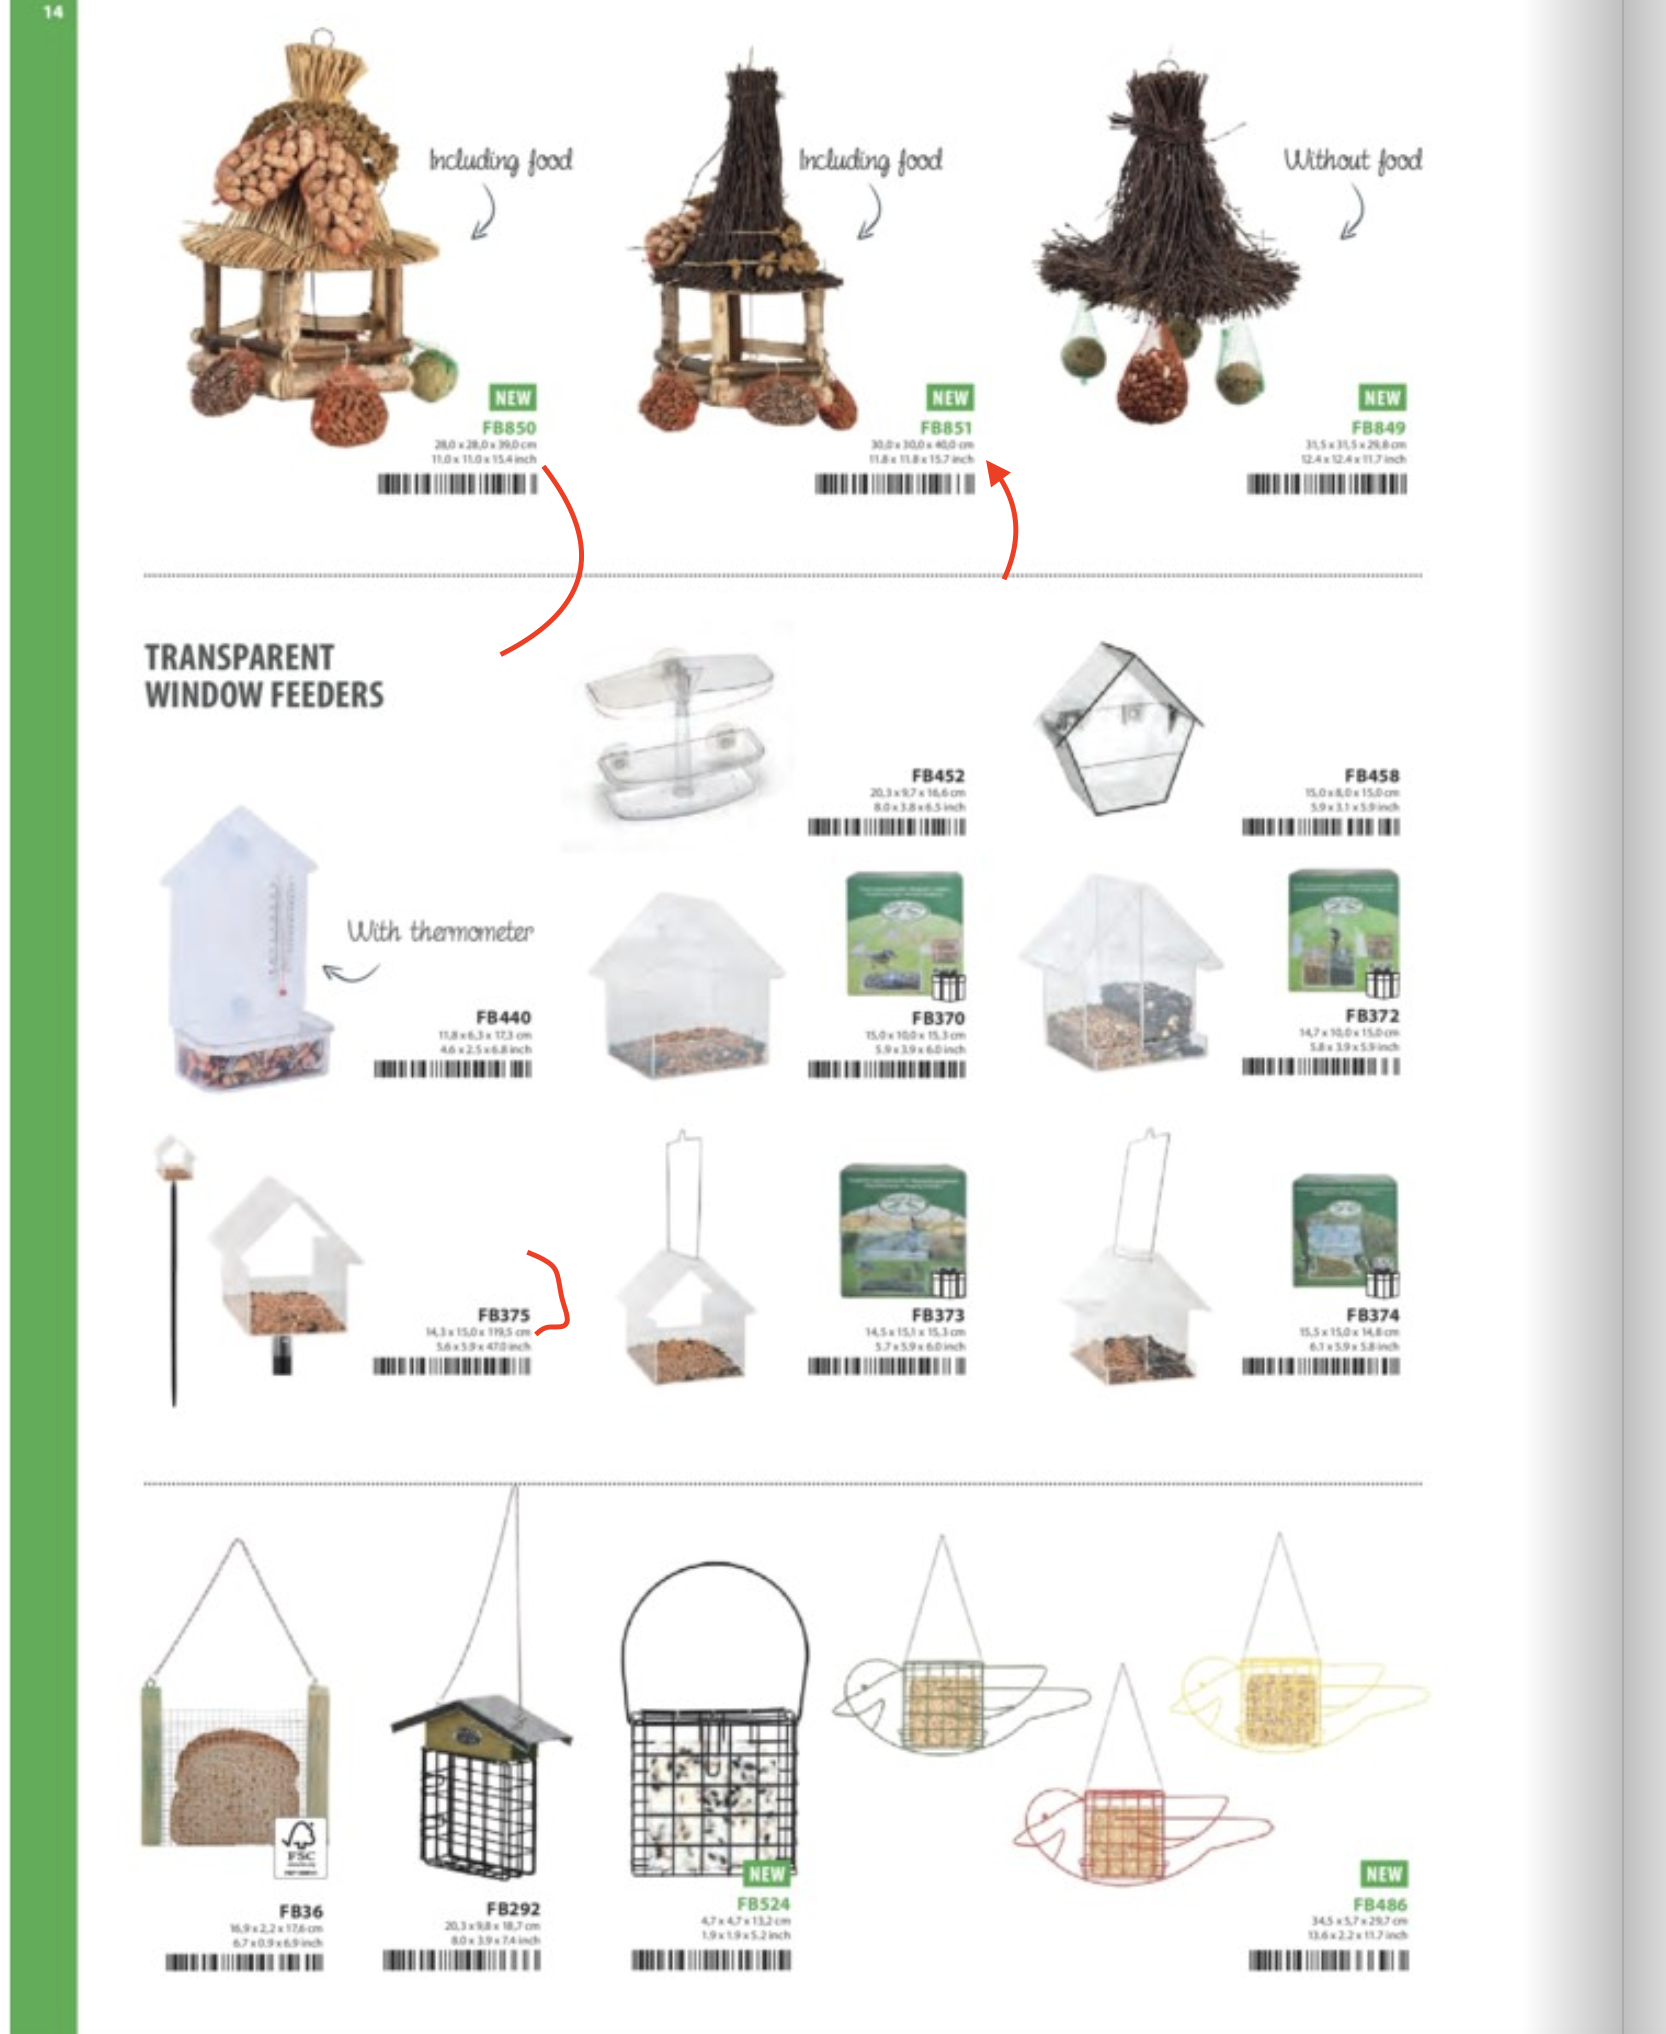 14
Including food
Including food
Without food
NEW
FB850
28,0 x 28,0 x 39,0 cm
11.0 x 11.0 x 15.4 inch
NEW
FB851
30,0 x 30,0 x 40,0 cm
11.8 x 11.8 x 15.7 inch
NEW
FB849
31,5 x 31,5 x 29,8 cm
12.4 x 12.4 x 11.7 inch
TRANSPARENT
WINDOW FEEDERS
FB452
20,3 x 9,7 x 16,6 cm
8.0 x 3.8 x 6.5 inch
FB458
15,0 x 8,0 x 15,0 cm
5.9 x 3.1 x 5.9 inch
With thermometer
FB440
11,8 x 6,3 x 17,3 cm
4.6 x 2.5 x 6.8 inch
FB370
15,0 x 10,0 x 15,3 cm
5.9 x 3.9 x 6.0 inch
FB372
14,7 x 10,0 x 15,0 cm
5.8 x 3.9 x 5.9 inch
FB375
14,3 x 15,0 x 119,5 cm
5.6 x 5.9 x 47.0 inch
FB373
14,5 x 15,1 x 15,3 cm
5.7 x 5.9 x 6.0 inch
FB374
15,5 x 15,0 x 14,8 cm
6.1 x 5.9 x 5.8 inch
FSC
FB36
16,9 x 2,2 x 17,6 cm
6.7 x 0.9 x 6.9 inch
FB292
20,3 x 9,8 x 18,7 cm
8.0 x 3.9 x 7.4 inch
NEW
FB524
4,7 x 4,7 x 13,2 cm
1.9 x 1.9 x 5.2 inch
NEW
FB486
34,5 x 5,7 x 29,7 cm
13.6 x 2.2 x 11.7 inch